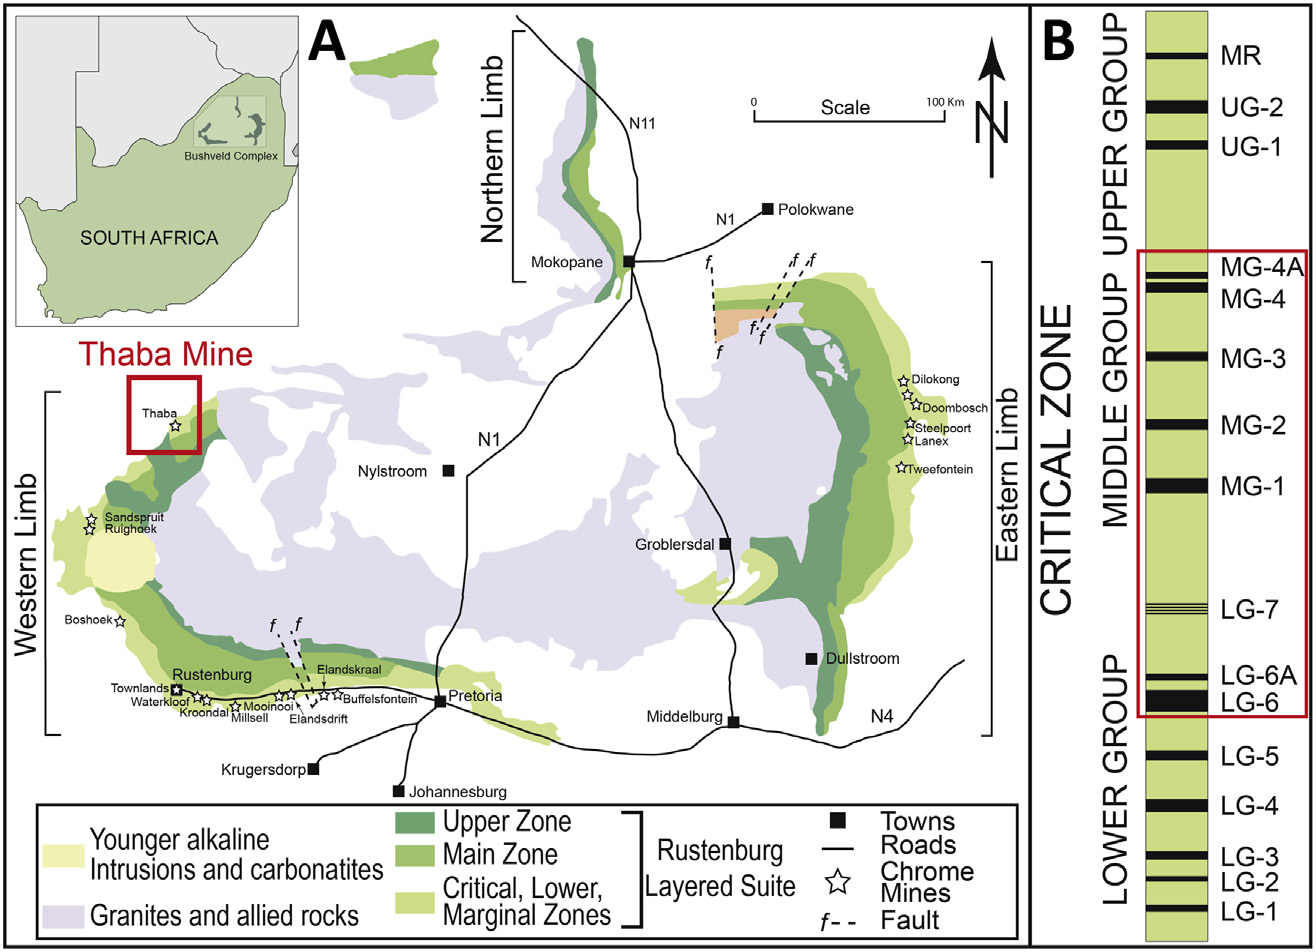 A
Bushveld Complex
SOUTH AFRICA
Northern Limb
N11
0
Scale
100 Km
N
N1
Polokwane
Mokopane
f
f
f
f
f
f
Thaba Mine
Thaba
Western Limb
Eastern Limb
Dilokong
Doombosch
Steelpoort
Lanex
Tweefontein
N1
Nylstroom
Sandspruit
Ruighoek
Groblersdal
Boshoek
f
f
Rustenburg
Elandskraal
Townlands
Waterkloof
Kroondal
Millsell
Mooinooi
Elandsdrift
Buffelsfontein
Pretoria
Dullstroom
Middelburg
N4
Krugersdorp
Johannesburg
Younger alkaline
Intrusions and carbonatites
Granites and allied rocks
Upper Zone
Main Zone
Critical, Lower,
Marginal Zones
Rustenburg
Layered Suite
Towns
Roads
Chrome
Mines
f-- Fault
B
CRITICAL ZONE
UPPER GROUP
MIDDLE GROUP
LOWER GROUP
MR
UG-2
UG-1
MG-4A
MG-4
MG-3
MG-2
MG-1
LG-7
LG-6A
LG-6
LG-5
LG-4
LG-3
LG-2
LG-1